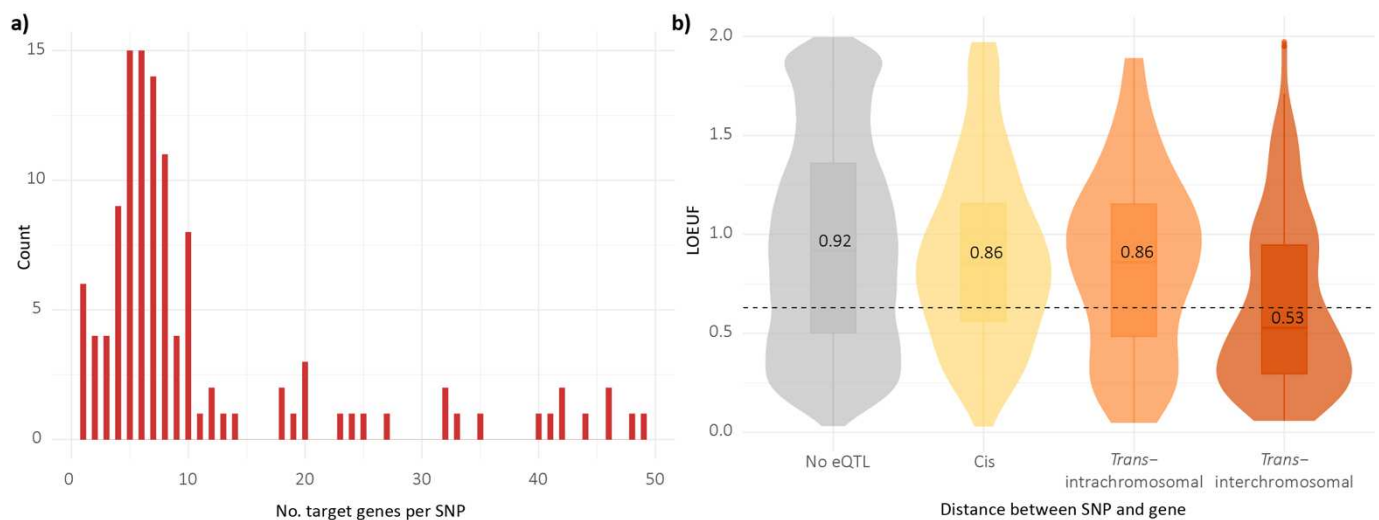 a)
15
10
5
0
Count
0 10 20 30 40 50
No. target genes per SNP
b)
2.0
1.5
1.0
0.5
0.0
LOEUF
0.92
0.86
0.86
0.53
No eQTL
Cis
Trans–
intrachromosomal
Trans–
interchromosomal
Distance between SNP and gene